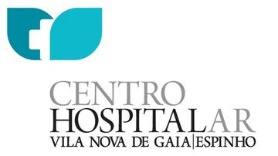 CENTRO
HOSPITALAR
VILA NOVA DE GAIA|ESPINHO